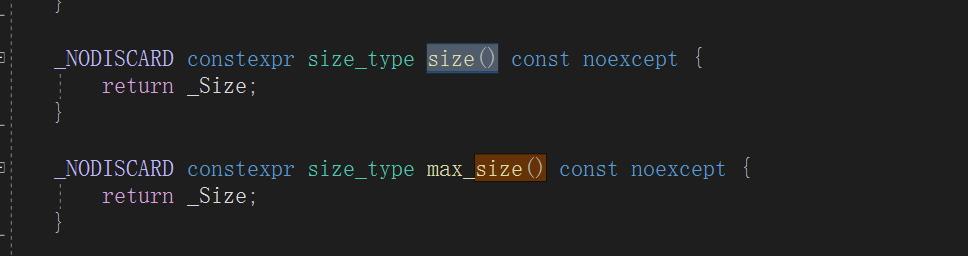 }
_NODISCARD constexpr size_type size() const noexcept {
return _Size;
}
_NODISCARD constexpr size_type max_size() const noexcept {
return _Size;
}